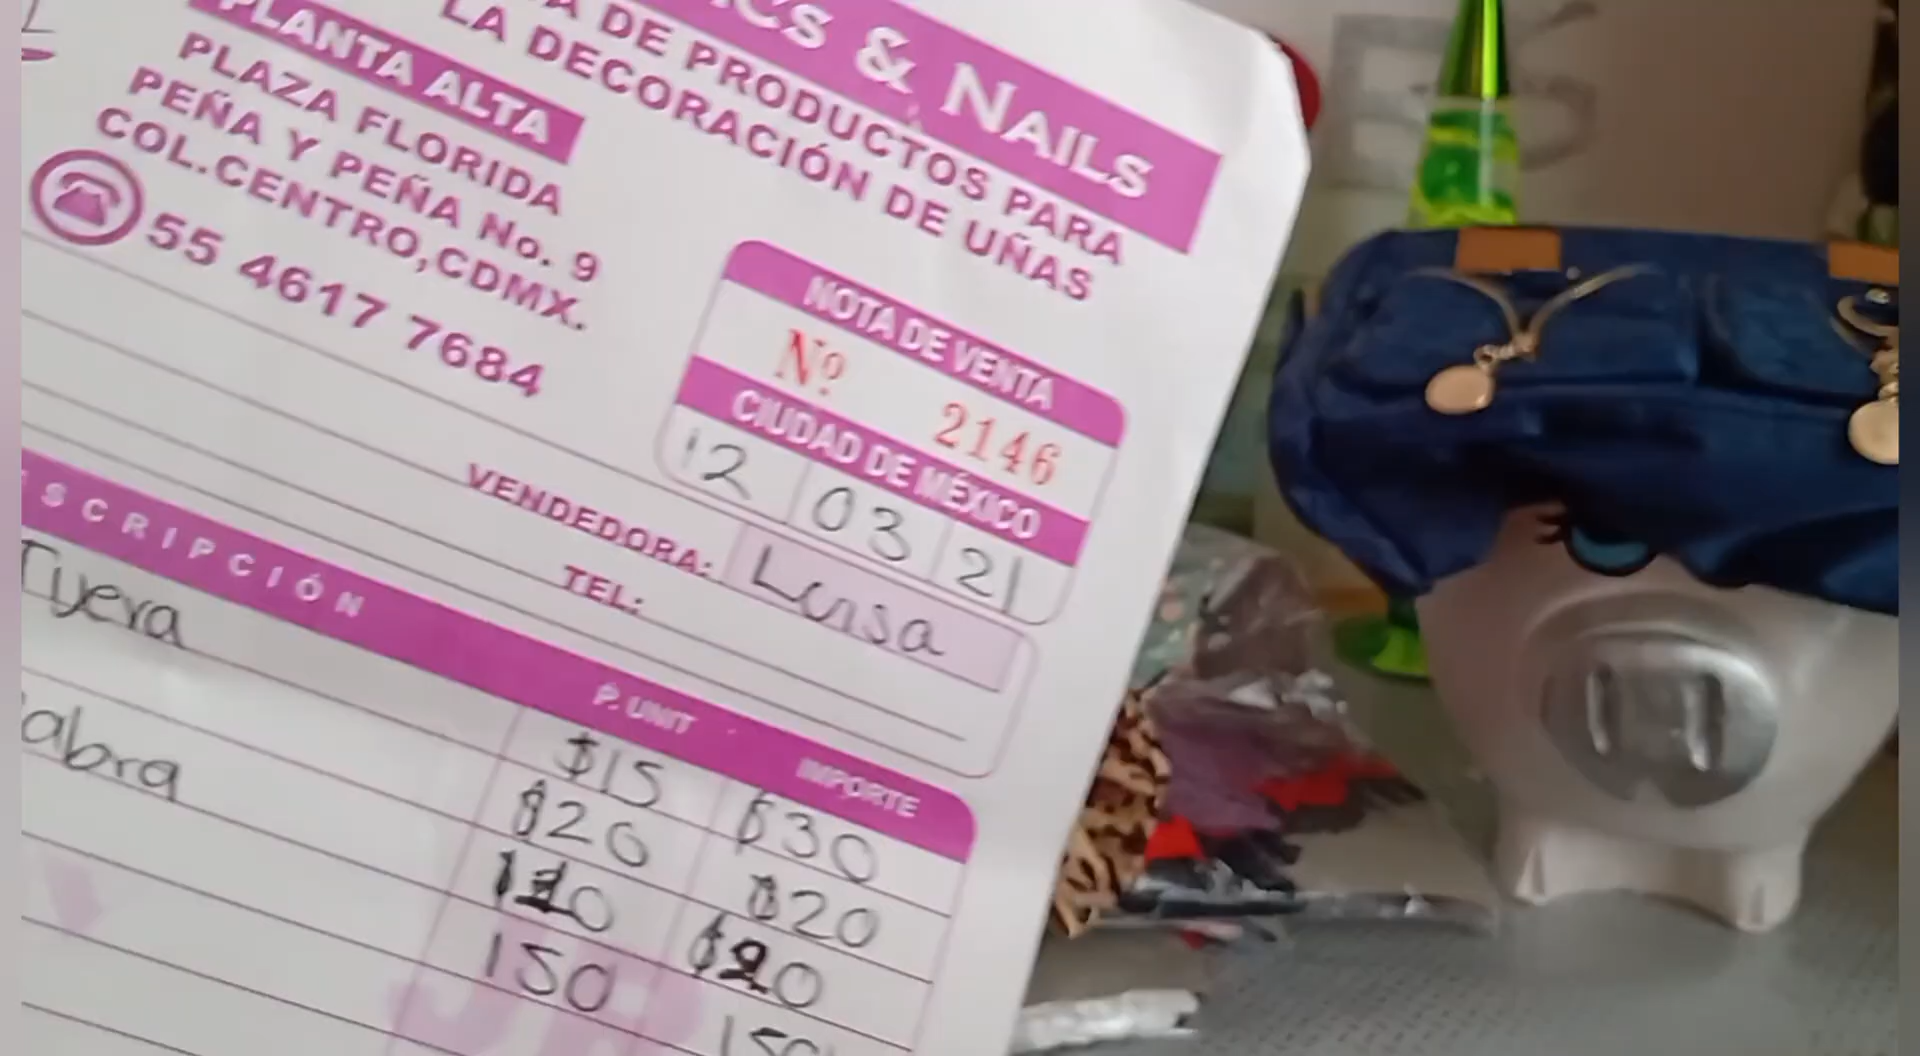 CS & NAILS
A DE PRODUCTOS PARA
LA DECORACIÓN DE UÑAS
PLANTA ALTA
PLAZA FLORIDA
PEÑA Y PEÑA No. 9
COL.CENTRO,CDMX.
55 4617 7684
NOTA DE VENTA
Nº 2146
CIUDAD DE MÉXICO
12 03 21
VENDEDORA: Luisa
TEL:
SCRIPCIÓN P. UNIT IMPORTE
Tijera $15 $30
abra $20 $20
150